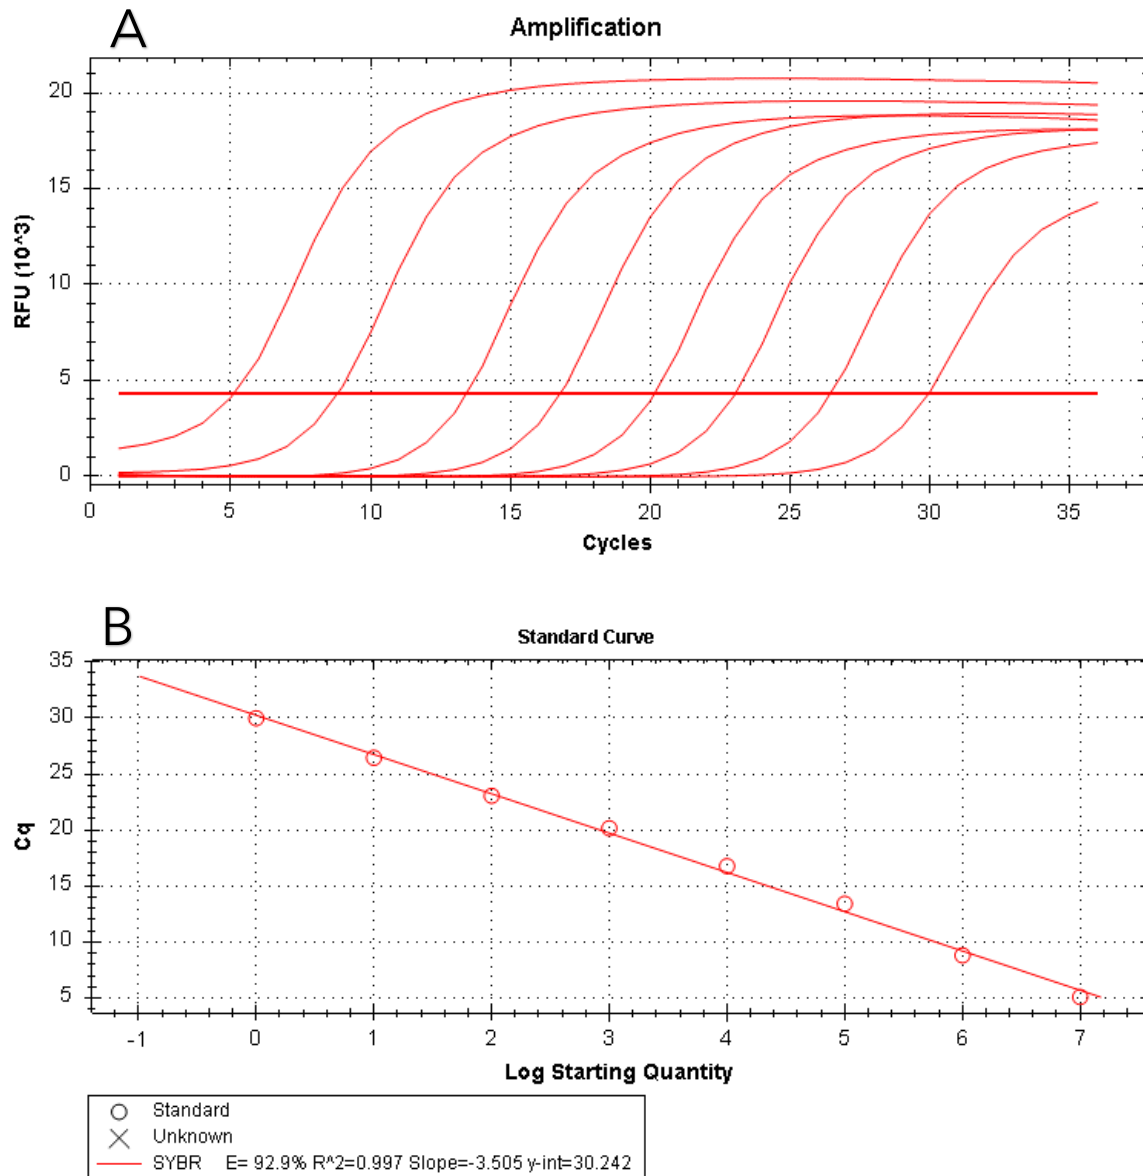 A
Amplification
20
15
10
5
0
RFU (10^3)
0 5 10 15 20 25 30 35
Cycles
B
Standard Curve
35
30
25
20
15
10
5
Cq
-1 0 1 2 3 4 5 6 7
Log Starting Quantity
Standard
Unknown
SYBR E= 92.9% R^2=0.997 Slope=-3.505 y-int=30.242